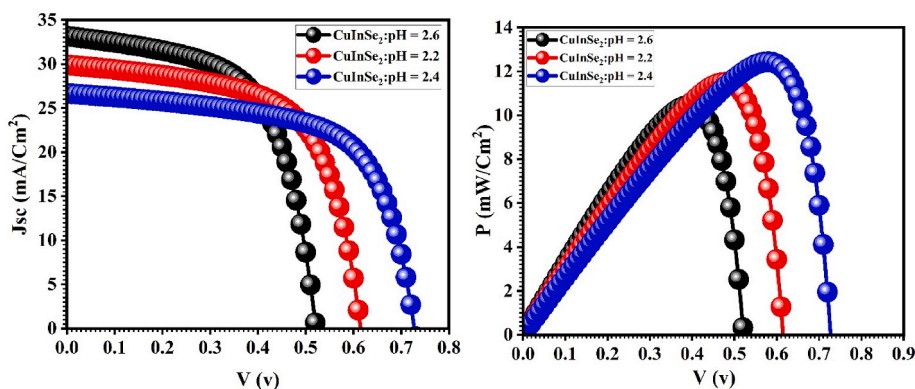 35
30
25
20
15
10
5
0
Jsc (mA/Cm²)
CuInSe₂:pH = 2.6
CuInSe₂:pH = 2.2
CuInSe₂:pH = 2.4
0.0 0.1 0.2 0.3 0.4 0.5 0.6 0.7 0.8
V (v)
14
12
10
8
6
4
2
0
P (mW/Cm²)
CuInSe₂:pH = 2.6
CuInSe₂:pH = 2.2
CuInSe₂:pH = 2.4
0.0 0.1 0.2 0.3 0.4 0.5 0.6 0.7 0.8 0.9
V (v)